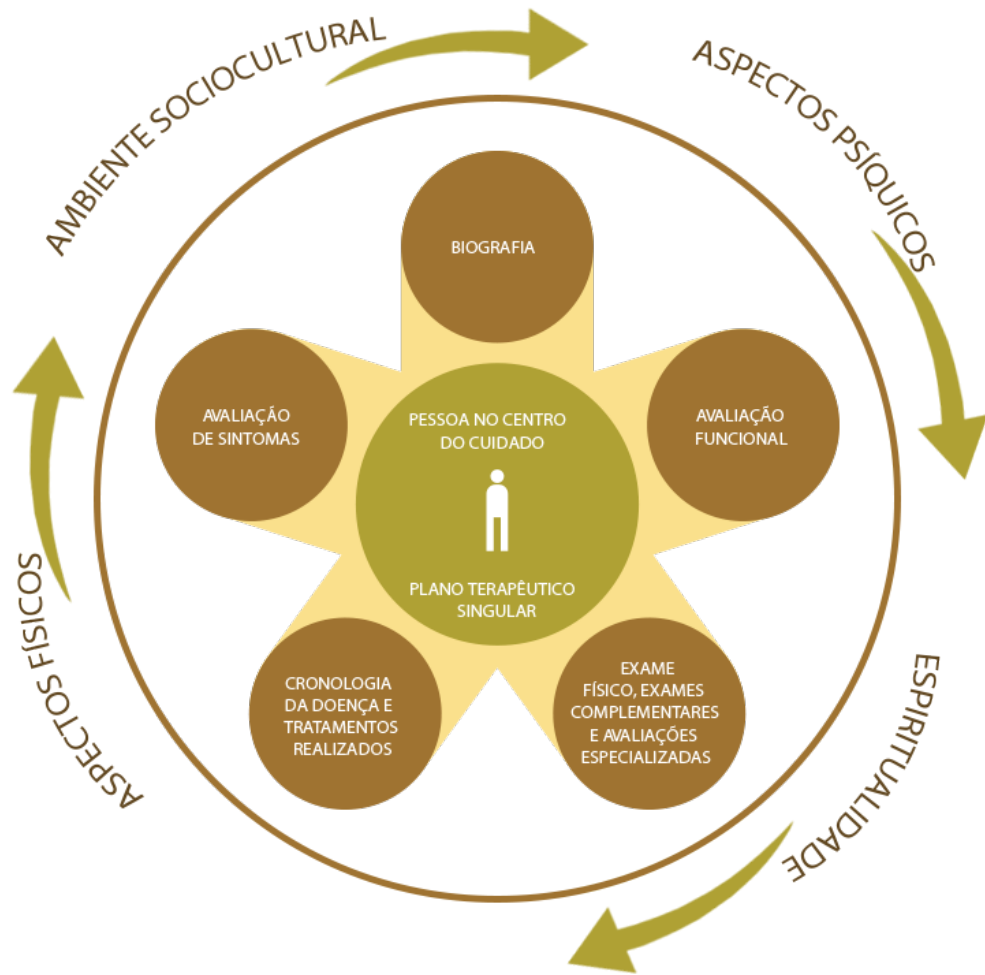 AMBIENTE SOCIOCULTURAL
ASPECTOS PSÍQUICOS
BIOGRAFIA
AVALIAÇÃO
DE SINTOMAS
PESSOA NO CENTRO
DO CUIDADO
AVALIAÇÃO
FUNCIONAL
PLANO TERAPÊUTICO
SINGULAR
CRONOLOGIA
DA DOENÇA E
TRATAMENTOS
REALIZADOS
EXAME
FÍSICO, EXAMES
COMPLEMENTARES
E AVALIAÇÕES
ESPECIALIZADAS
ASPECTOS FÍSICOS
ESPIRITUALIDADE